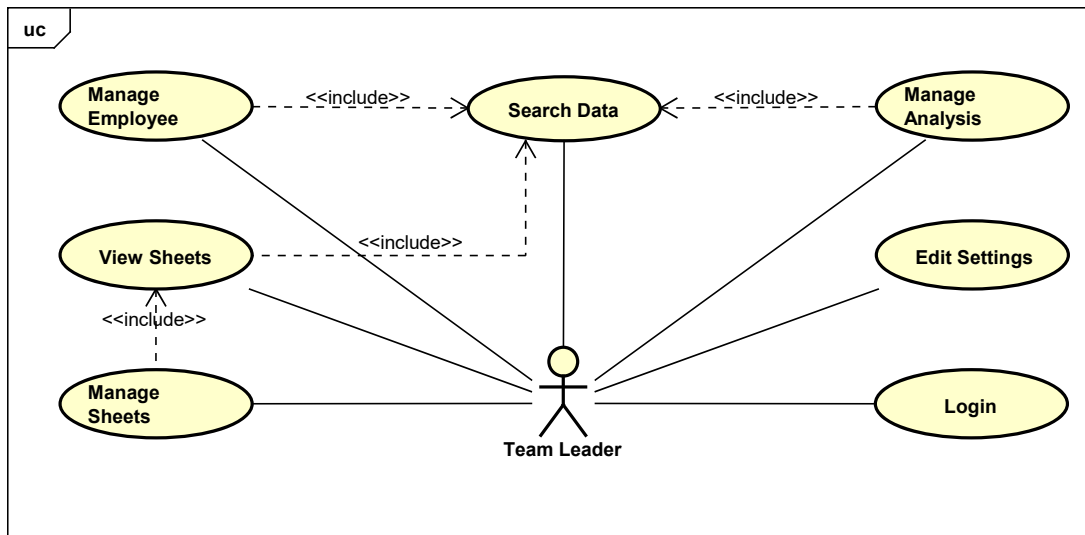 uc
Manage
Employee
<<include>>
Search Data
<<include>>
Manage
Analysis
View Sheets
<<include>>
Edit Settings
<<include>>
Manage
Sheets
Login
Team Leader